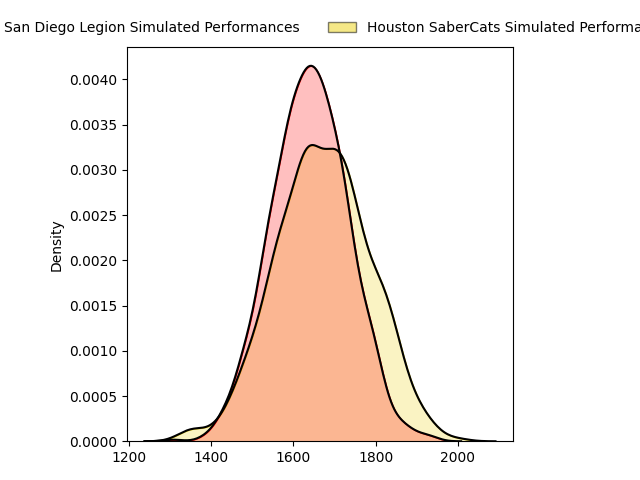 San Diego Legion Simulated Performances
Houston SaberCats Simulated Performa
0.0040
0.0035
0.0030
0.0025
0.0020
0.0015
0.0010
0.0005
0.0000
Density
1200 1400 1600 1800 2000